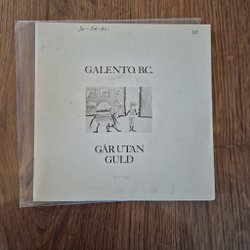 GALENTO, B.C.
GÅR UTAN
GULD